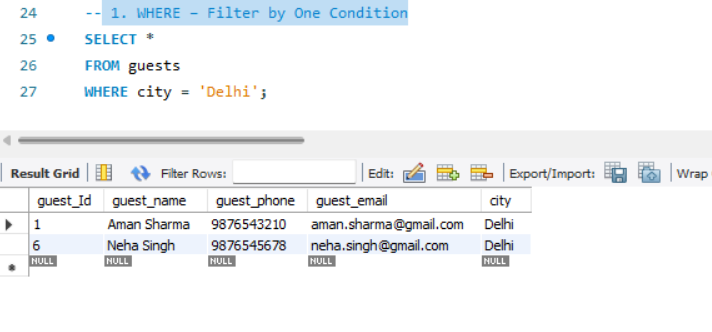 24 -- 1. WHERE – Filter by One Condition
25 SELECT *
26 FROM guests
27 WHERE city = 'Delhi';
Result Grid Filter Rows: Edit: Export/Import: Wrap
guest_Id guest_name guest_phone guest_email city
1 Aman Sharma 9876543210 aman.sharma@gmail.com Delhi
6 Neha Singh 9876545678 neha.singh@gmail.com Delhi
NULL NULL NULL NULL NULL